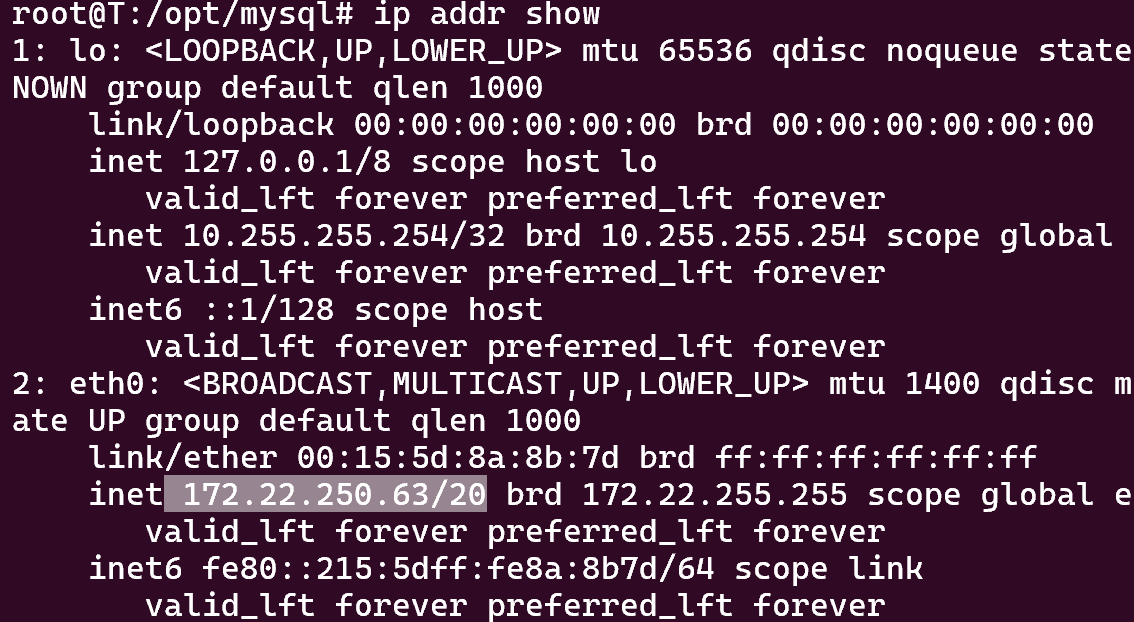 root@T:/opt/mysql# ip addr show
1: lo: <LOOPBACK,UP,LOWER_UP> mtu 65536 qdisc noqueue state
NOWN group default qlen 1000
link/loopback 00:00:00:00:00:00 brd 00:00:00:00:00:00
inet 127.0.0.1/8 scope host lo
valid_lft forever preferred_lft forever
inet 10.255.255.254/32 brd 10.255.255.254 scope global
valid_lft forever preferred_lft forever
inet6 ::1/128 scope host
valid_lft forever preferred_lft forever
2: eth0: <BROADCAST,MULTICAST,UP,LOWER_UP> mtu 1400 qdisc m
ate UP group default qlen 1000
link/ether 00:15:5d:8a:8b:7d brd ff:ff:ff:ff:ff:ff
inet 172.22.250.63/20 brd 172.22.255.255 scope global e
valid_lft forever preferred_lft forever
inet6 fe80::215:5dff:fe8a:8b7d/64 scope link
valid_lft forever preferred_lft forever